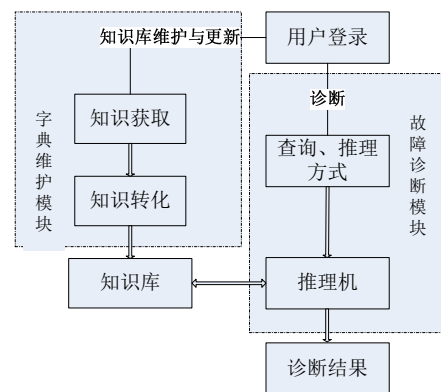 用户登录
知识库维护与更新
诊断
字典维护模块
知识获取
知识转化
知识库
故障诊断模块
查询、推理
方式
推理机
诊断结果